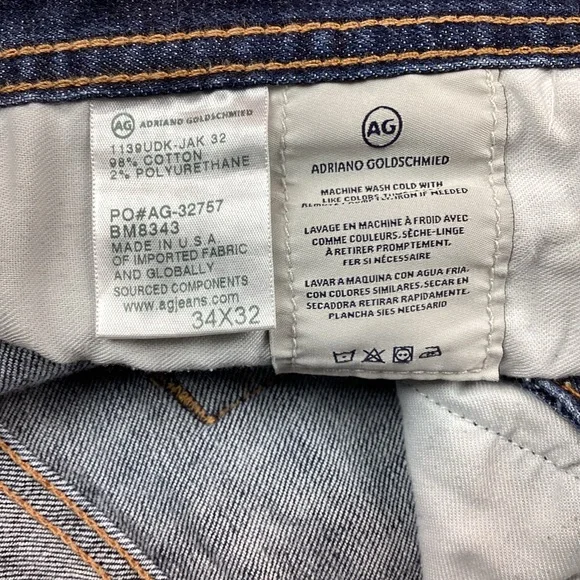 AG ADRIANO GOLDSCHMIED
1139UDK-JAK 32
98% COTTON
2% POLYURETHANE
PO#AG-32757
BM8343
MADE IN U.S.A
OF IMPORTED FABRIC
AND GLOBALLY
SOURCED COMPONENTS
www.agjeans.com
34X32
AG
ADRIANO GOLDSCHMIED
MACHINE WASH COLD WITH
LIKE COLORS IF NEEDED
LAVAGE EN MACHINE À FROID AVEC
COMME COULEURS. SÈCHE-LINGE
À RETIRER PROMPTEMENT.
FER SI NÉCESSAIRE
LAVAR A MAQUINA CON AGUA FRIA.
CON COLORES SIMILARES. SECAR EN
SECADORA RETIRAR RAPIDAMENTE.
PLANCHA SIES NECESARIO